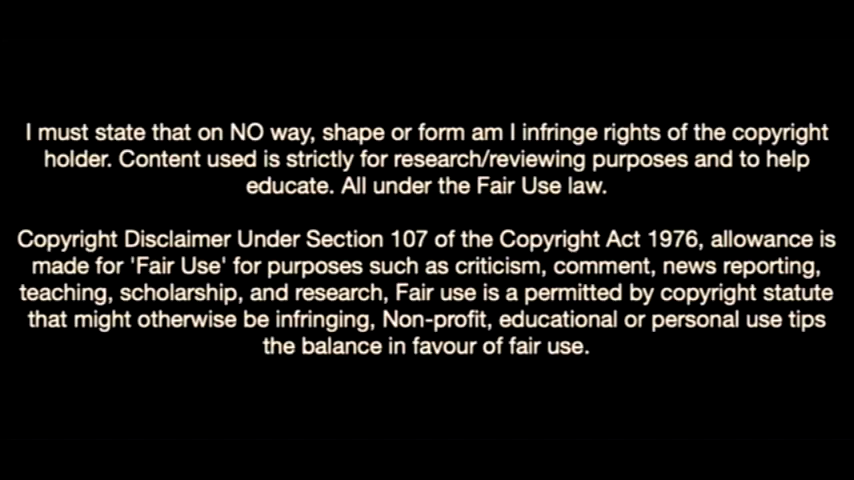 I must state that on NO way, shape or form am I infringe rights of the copyright
holder. Content used is strictly for research/reviewing purposes and to help
educate. All under the Fair Use law.
Copyright Disclaimer Under Section 107 of the Copyright Act 1976, allowance is
made for 'Fair Use' for purposes such as criticism, comment, news reporting,
teaching, scholarship, and research, Fair use is a permitted by copyright statute
that might otherwise be infringing, Non-profit, educational or personal use tips
the balance in favour of fair use.